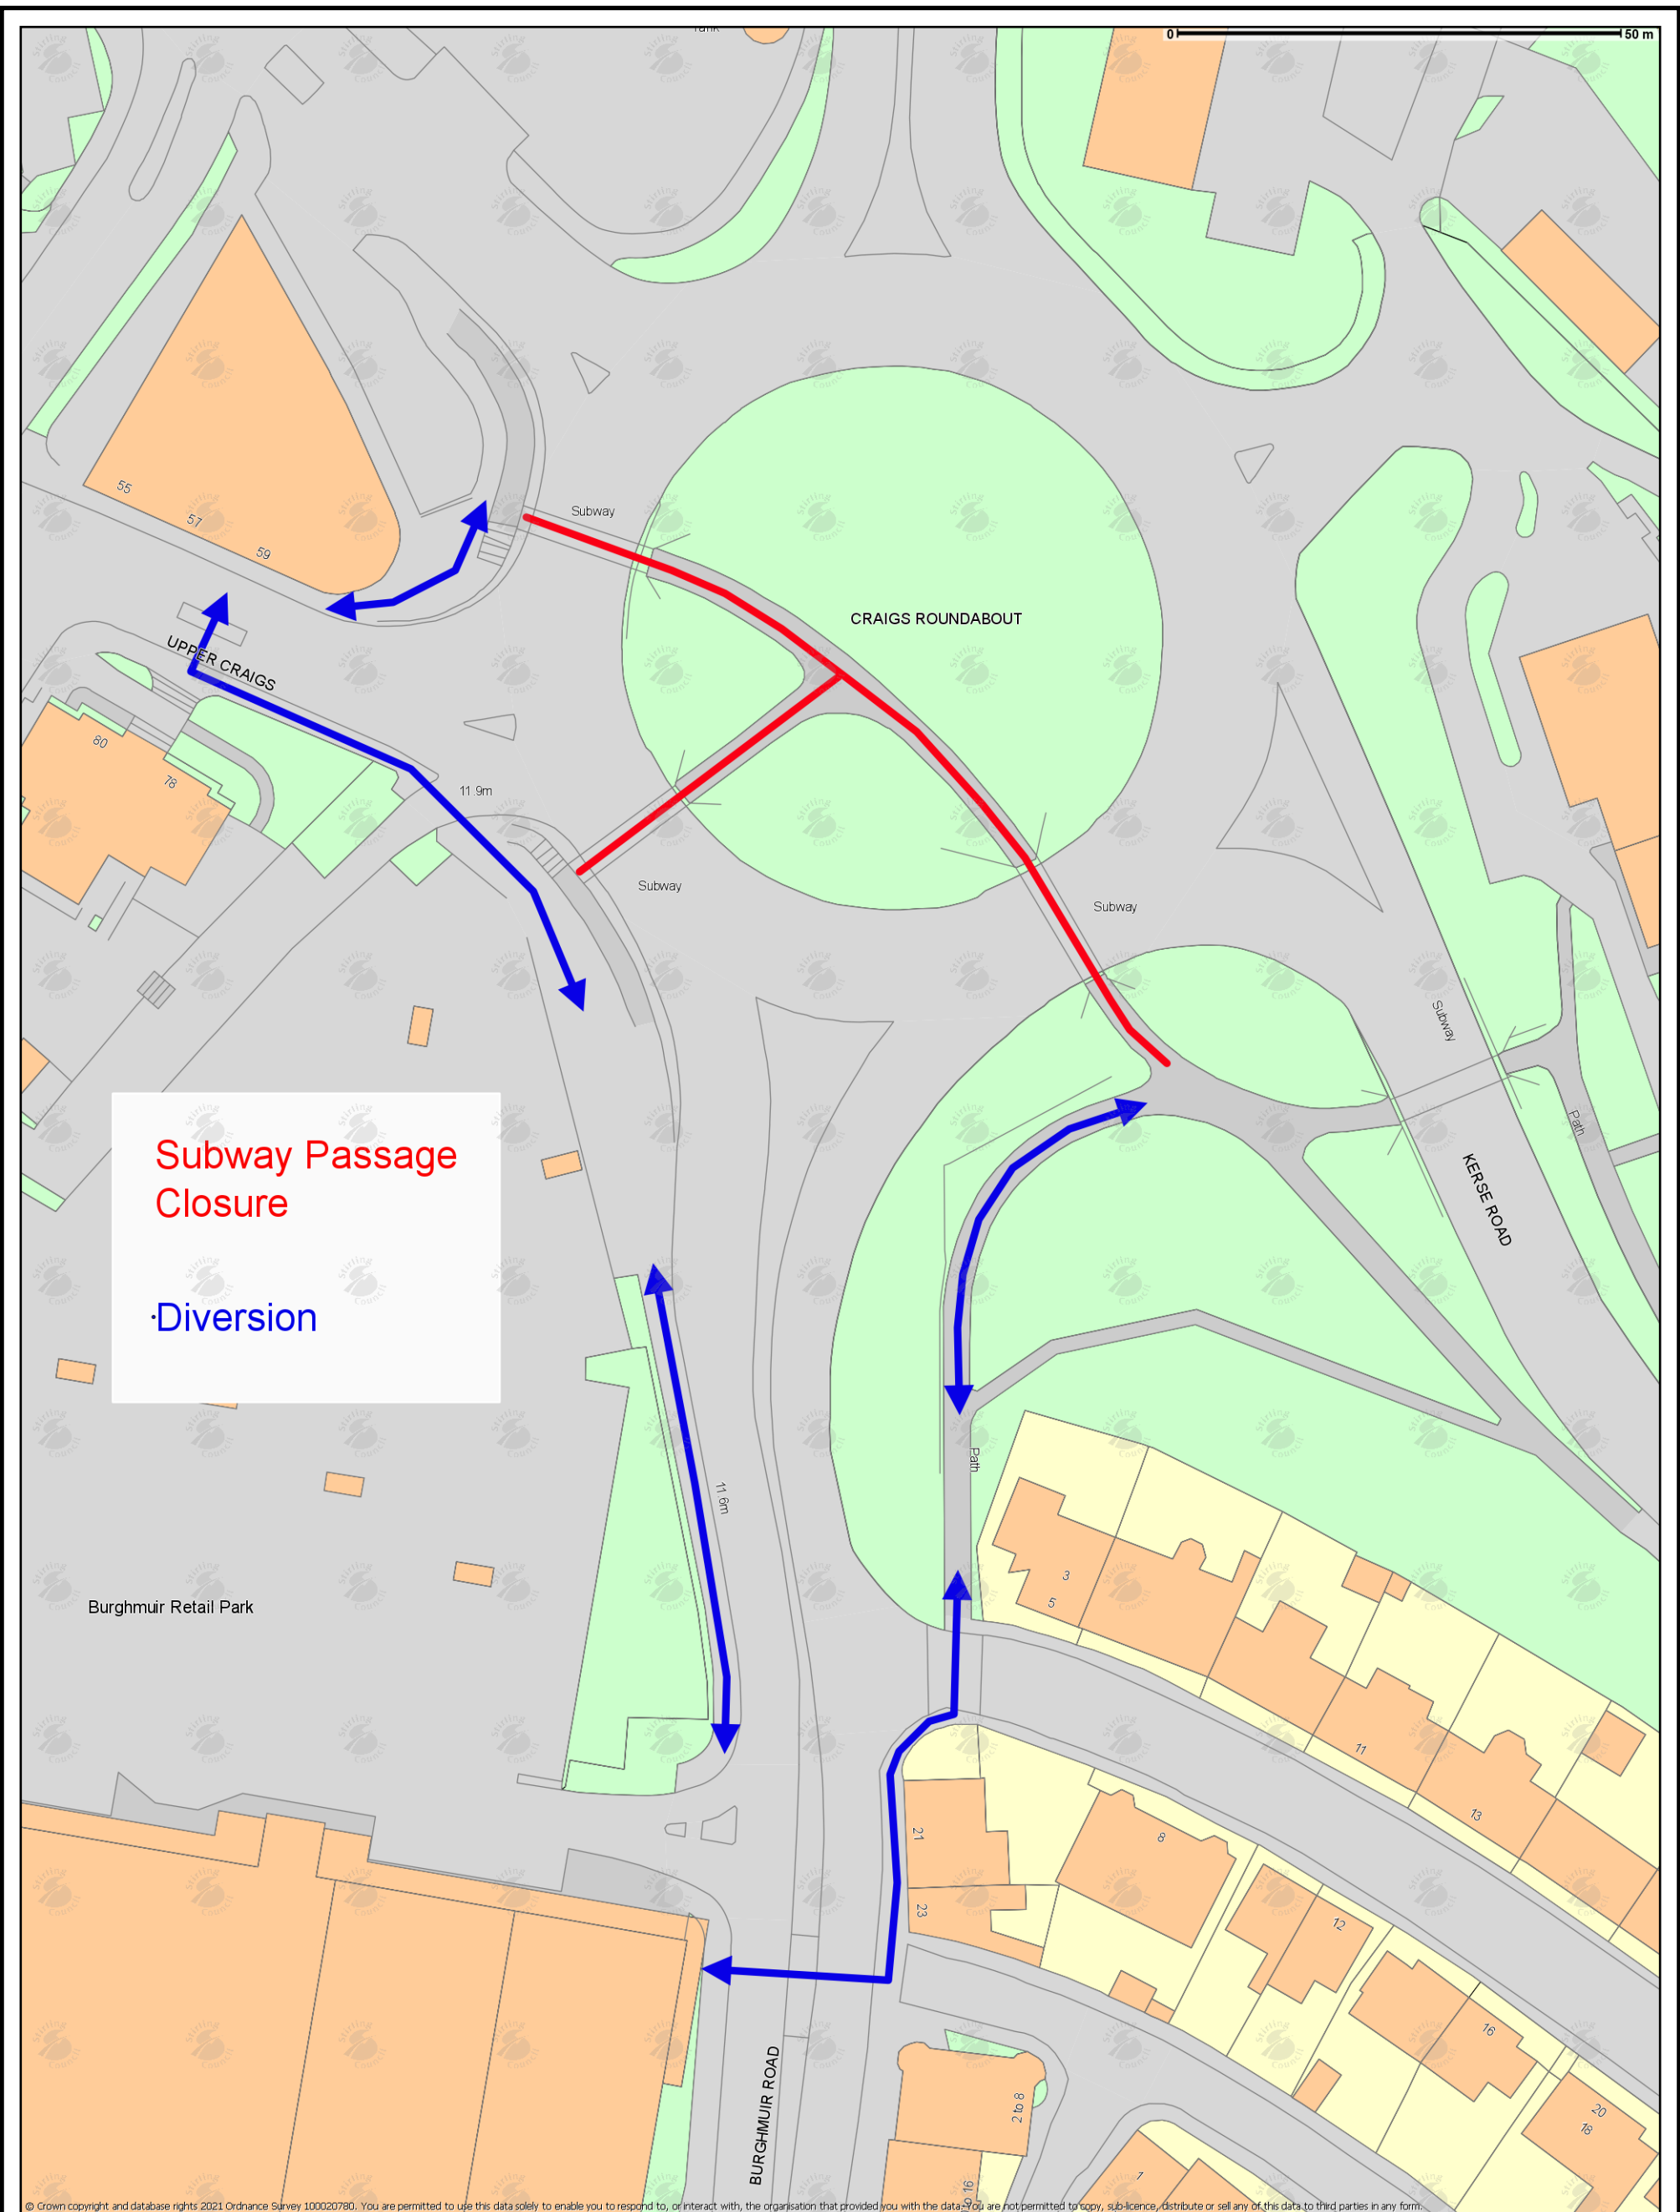 0 50 m
Subway
55
57
59
CRAIGS ROUNDABOUT
UPPER CRAIGS
80
78
11.9m
Subway
Subway
Subway
Path
KERSE ROAD
Subway Passage
Closure
Diversion
Path
11.6m
3
5
Burghmuir Retail Park
11
13
21
8
23
12
16
BURGHMUIR ROAD
2 to 8
20
18
1
to 16
Stirling
Council
© Crown copyright and database rights 2021 Ordnance Survey 100020780. You are permitted to use this data solely to enable you to respond to, or interact with, the organisation that provided you with the data. You are not permitted to copy, sub-licence, distribute or sell any of this data to third parties in any form.